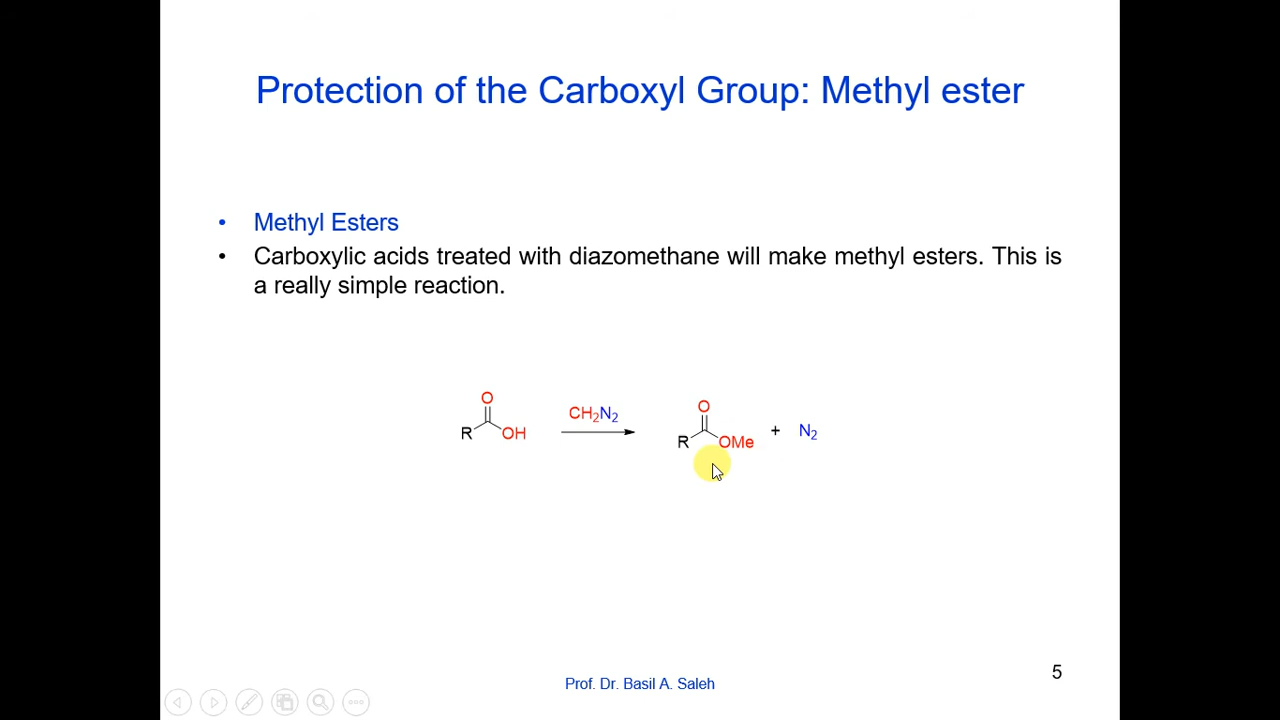 Protection of the Carboxyl Group: Methyl ester
• Methyl Esters
• Carboxylic acids treated with diazomethane will make methyl esters. This is
a really simple reaction.
O
R OH
CH₂N₂
O
R OMe
+ N₂
Prof. Dr. Basil A. Saleh
5